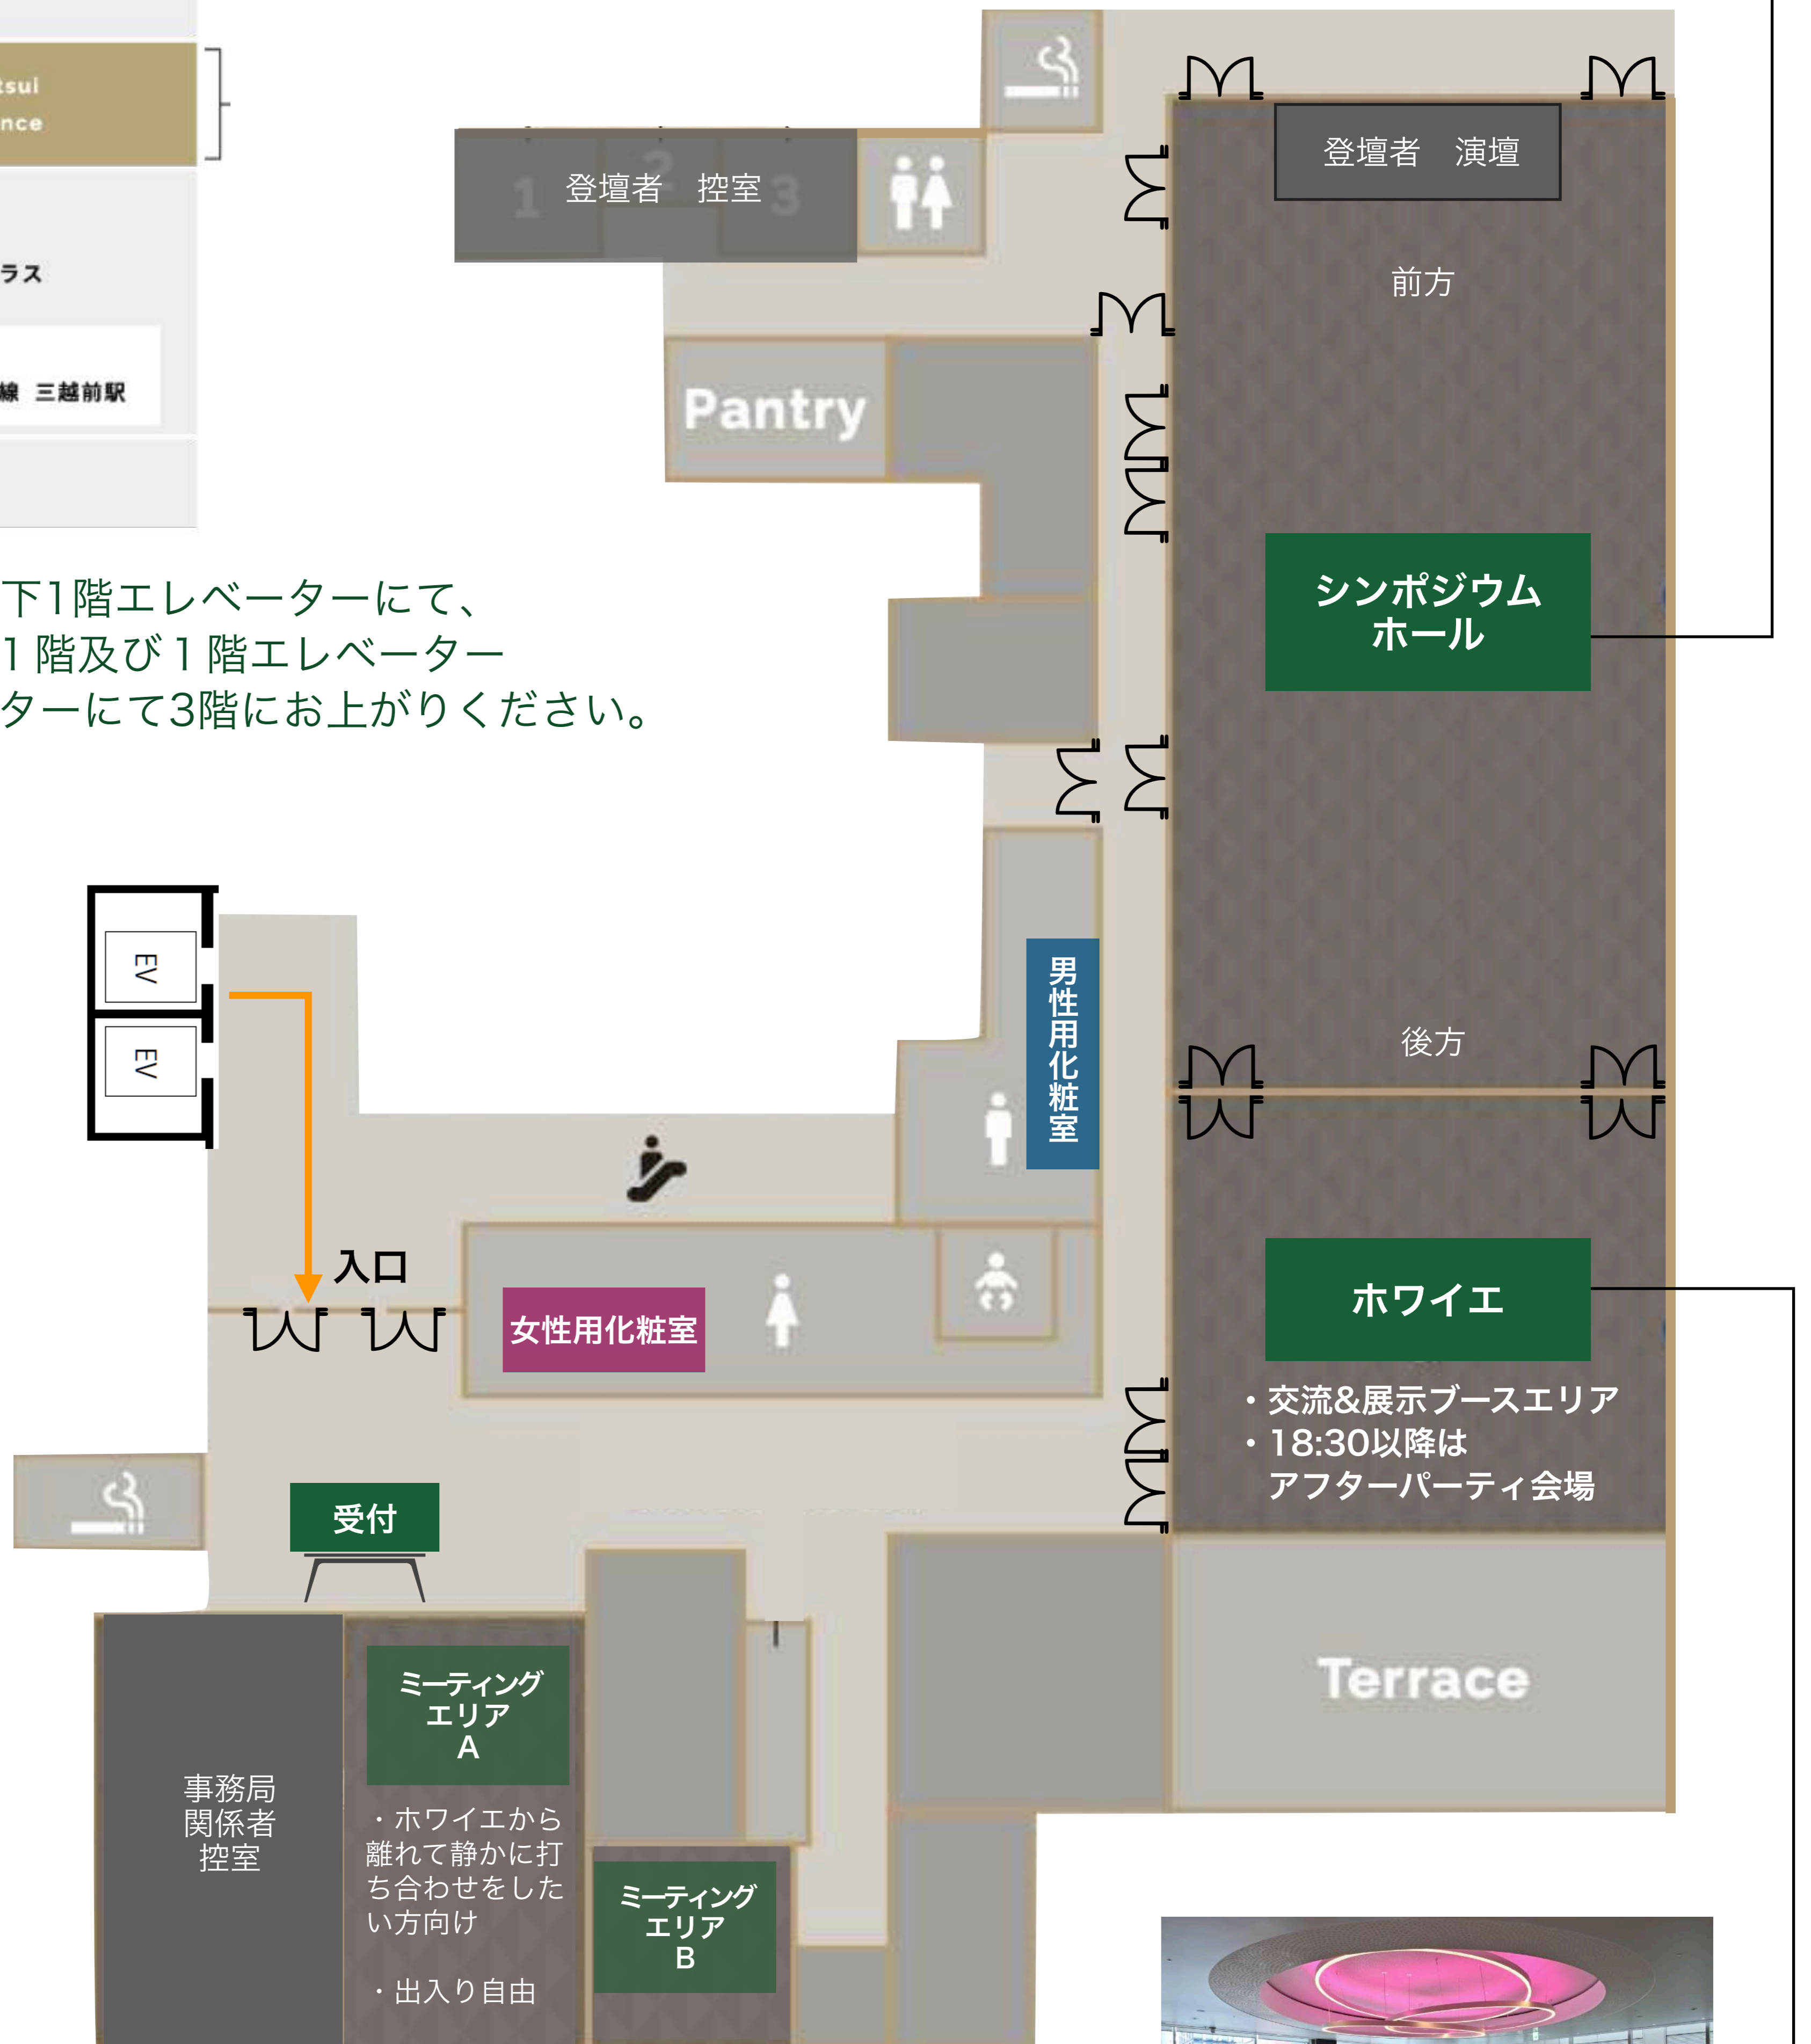 tsui
nce
ラス
線 三越前駅
下1階エレベーターにて、
１階及び１階エレベーター
ターにて3階にお上がりください。
1
2
3
登壇者　控室
登壇者　演壇
前方
Pantry
シンポジウム
ホール
後方
EV
EV
男性用化粧室
入口
女性用化粧室
ホワイエ
・交流&展示ブースエリア
・18:30以降は
アフターパーティ会場
受付
Terrace
事務局
関係者
控室
ミーティング
エリア
A
・ホワイエから
離れて静かに打
ち合わせをした
い方向け
・出入り自由
ミーティング
エリア
B